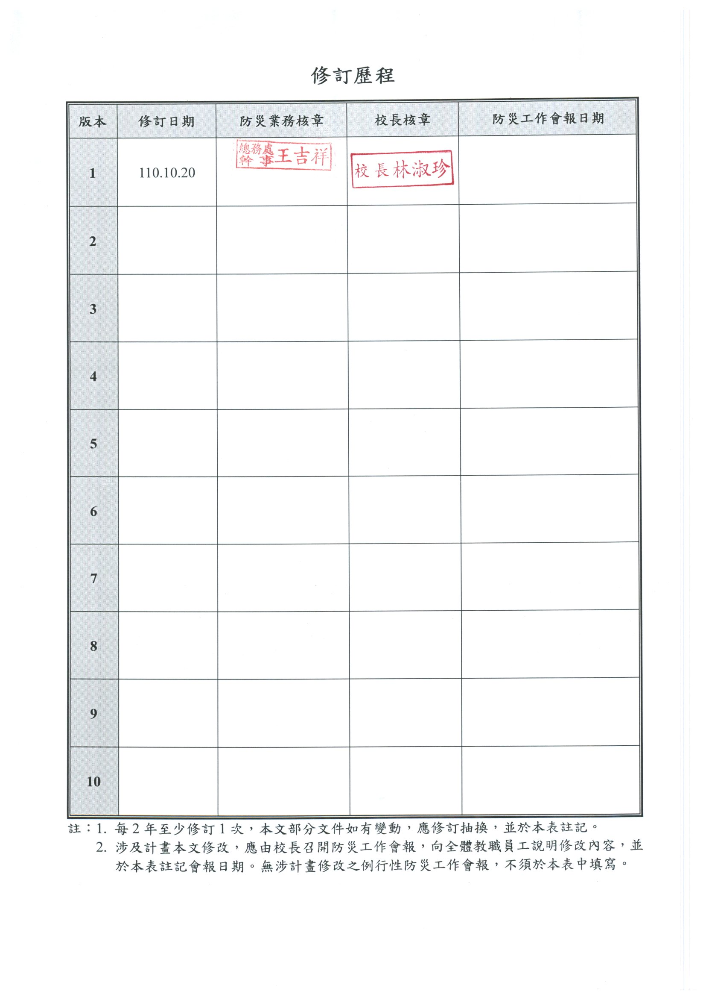 修訂歷程
版本 修訂日期 防災業務核章 校長核章 防災工作會報日期
總務處
幹事 王吉祥
校長林淑珍
1 110.10.20
2
3
4
5
6
7
8
9
10
註：1. 每2年至少修訂1次，本文部分文件如有變動，應修訂抽換，並於本表註記。
2. 涉及計畫本文修改，應由校長召開防災工作會報，向全體教職員工說明修改內容，並
於本表註記會報日期。無涉計畫修改之例行性防災工作會報，不須於本表中填寫。